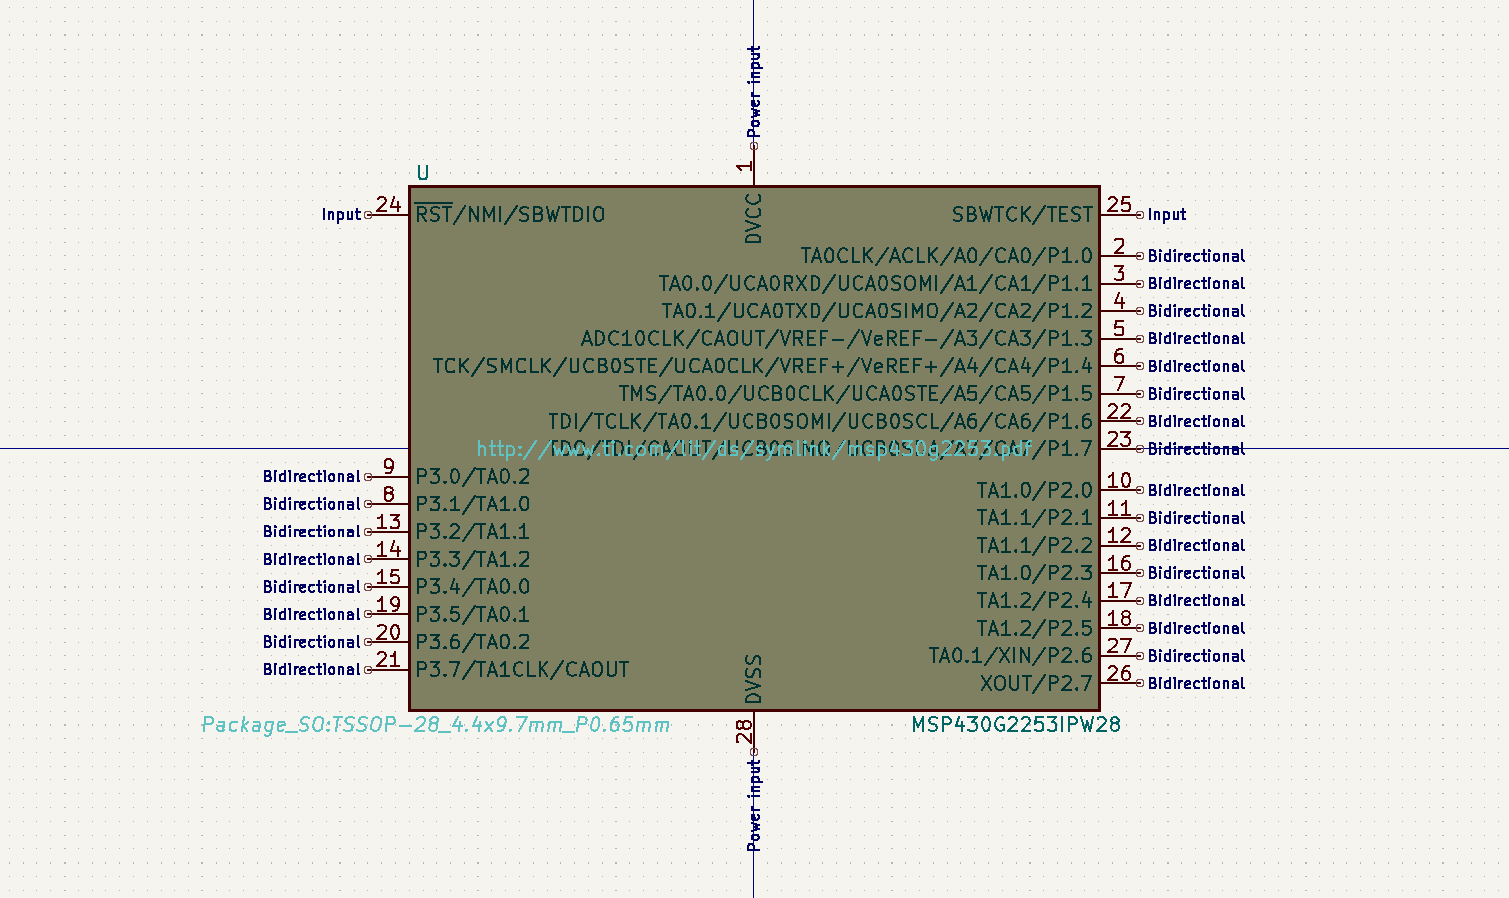 Power input
1
U
24
Input
RST/NMI/SBWTDIO
DVCC
SBWTCK/TEST
25
Input
TA0CLK/ACLK/A0/CA0/P1.0
2
Bidirectional
TA0.0/UCA0RXD/UCA0SOMI/A1/CA1/P1.1
3
Bidirectional
TA0.1/UCA0TXD/UCA0SIMO/A2/CA2/P1.2
4
Bidirectional
ADC10CLK/CAOUT/VREF-/VeREF-/A3/CA3/P1.3
5
Bidirectional
TCK/SMCLK/UCB0STE/UCA0CLK/VREF+/VeREF+/A4/CA4/P1.4
6
Bidirectional
TMS/TA0.0/UCB0CLK/UCA0STE/A5/CA5/P1.5
7
Bidirectional
TDI/TCLK/TA0.1/UCB0SOMI/UCB0SCL/A6/CA6/P1.6
22
Bidirectional
http://www.ti.com/lit/ds/symlink/msp430g2253.pdf
23
Bidirectional
Bidirectional
9
P3.0/TA0.2
Bidirectional
8
P3.1/TA1.0
Bidirectional
13
P3.2/TA1.1
Bidirectional
14
P3.3/TA1.2
Bidirectional
15
P3.4/TA0.0
Bidirectional
19
P3.5/TA0.1
Bidirectional
20
P3.6/TA0.2
Bidirectional
21
P3.7/TA1CLK/CAOUT
TA1.0/P2.0
10
Bidirectional
TA1.1/P2.1
11
Bidirectional
TA1.1/P2.2
12
Bidirectional
TA1.0/P2.3
16
Bidirectional
TA1.2/P2.4
17
Bidirectional
TA1.2/P2.5
18
Bidirectional
TA0.1/XIN/P2.6
27
Bidirectional
XOUT/P2.7
26
Bidirectional
DVSS
Package_SO:TSSOP-28_4.4x9.7mm_P0.65mm
28
MSP430G2253IPW28
Power input